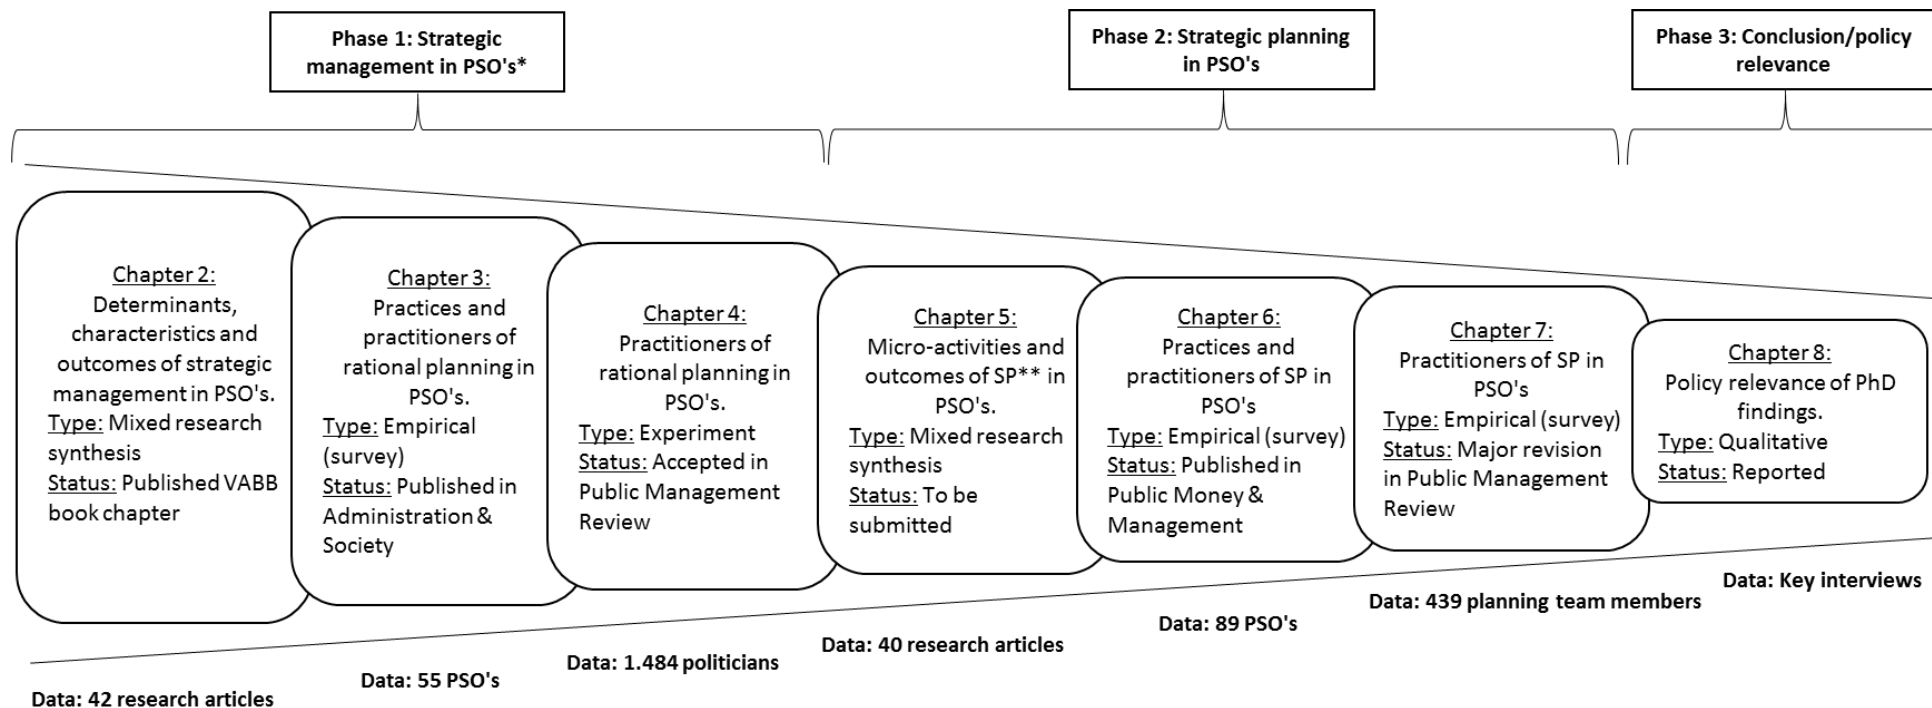 Phase 1: Strategic
management in PSO's*
Phase 2: Strategic planning
in PSO's
Phase 3: Conclusion/policy
relevance
Chapter 2:
Determinants,
characteristics and
outcomes of strategic
management in PSO's.
Type: Mixed research
synthesis
Status: Published VABB
book chapter
Chapter 3:
Practices and
practitioners of
rational planning in
PSO's.
Type: Empirical
(survey)
Status: Published in
Administration &
Society
Chapter 4:
Practitioners of
rational planning in
PSO's.
Type: Experiment
Status: Accepted in
Public Management
Review
Chapter 5:
Micro-activities and
outcomes of SP** in
PSO's.
Type: Mixed research
synthesis
Status: To be
submitted
Chapter 6:
Practices and
practitioners of SP in
PSO's
Type: Empirical (survey)
Status: Published in
Public Money &
Management
Chapter 7:
Practitioners of SP in
PSO's
Type: Empirical (survey)
Status: Major revision
in Public Management
Review
Chapter 8:
Policy relevance of PhD
findings.
Type: Qualitative
Status: Reported
Data: 42 research articles
Data: 55 PSO's
Data: 1.484 politicians
Data: 40 research articles
Data: 89 PSO's
Data: 439 planning team members
Data: Key interviews